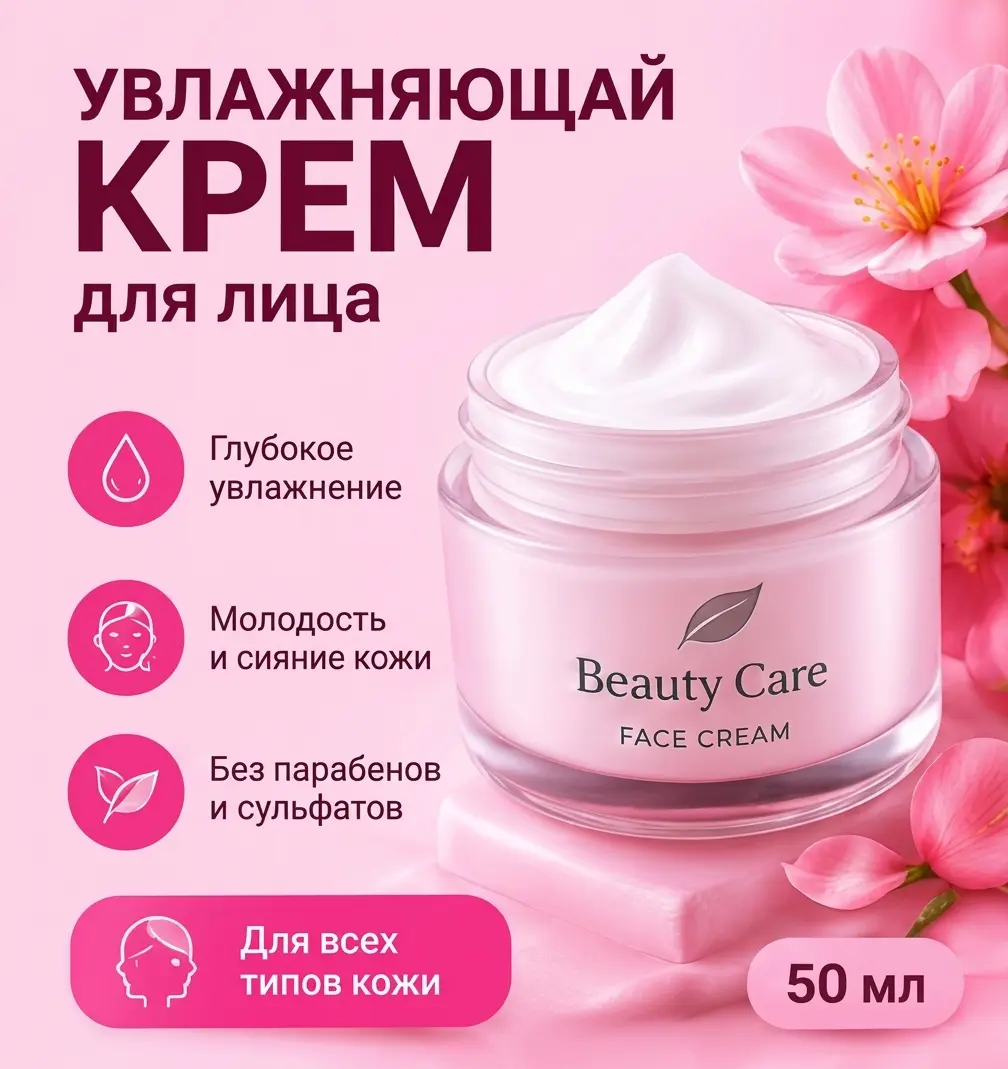 УВЛАЖНЯЮЩАЙ
КРЕМ
для лица
Глубокое
увлажнение
Молодость
и сияние кожи
Без парабенов
и сульфатов
Для всех
типов кожи
Beauty Care
FACE CREAM
50 мл